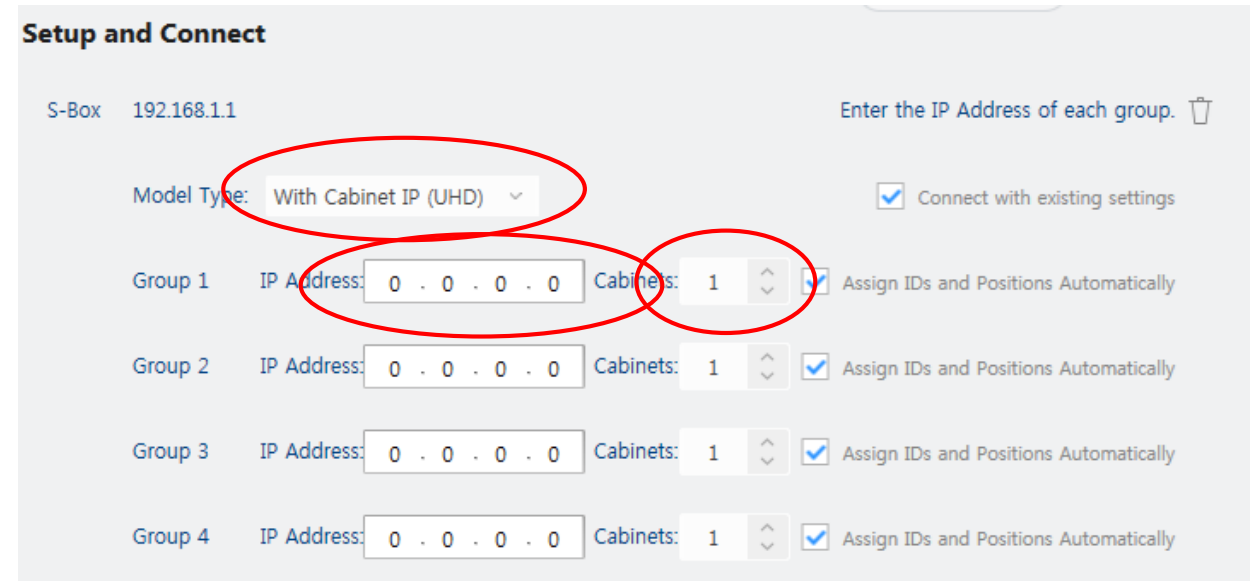 Setup and Connect
S-Box 192.168.1.1 Enter the IP Address of each group.
Model Type: With Cabinet IP (UHD) Connect with existing settings
Group 1 IP Address: 0 . 0 . 0 . 0 Cabinets: 1 Assign IDs and Positions Automatically
Group 2 IP Address: 0 . 0 . 0 . 0 Cabinets: 1 Assign IDs and Positions Automatically
Group 3 IP Address: 0 . 0 . 0 . 0 Cabinets: 1 Assign IDs and Positions Automatically
Group 4 IP Address: 0 . 0 . 0 . 0 Cabinets: 1 Assign IDs and Positions Automatically